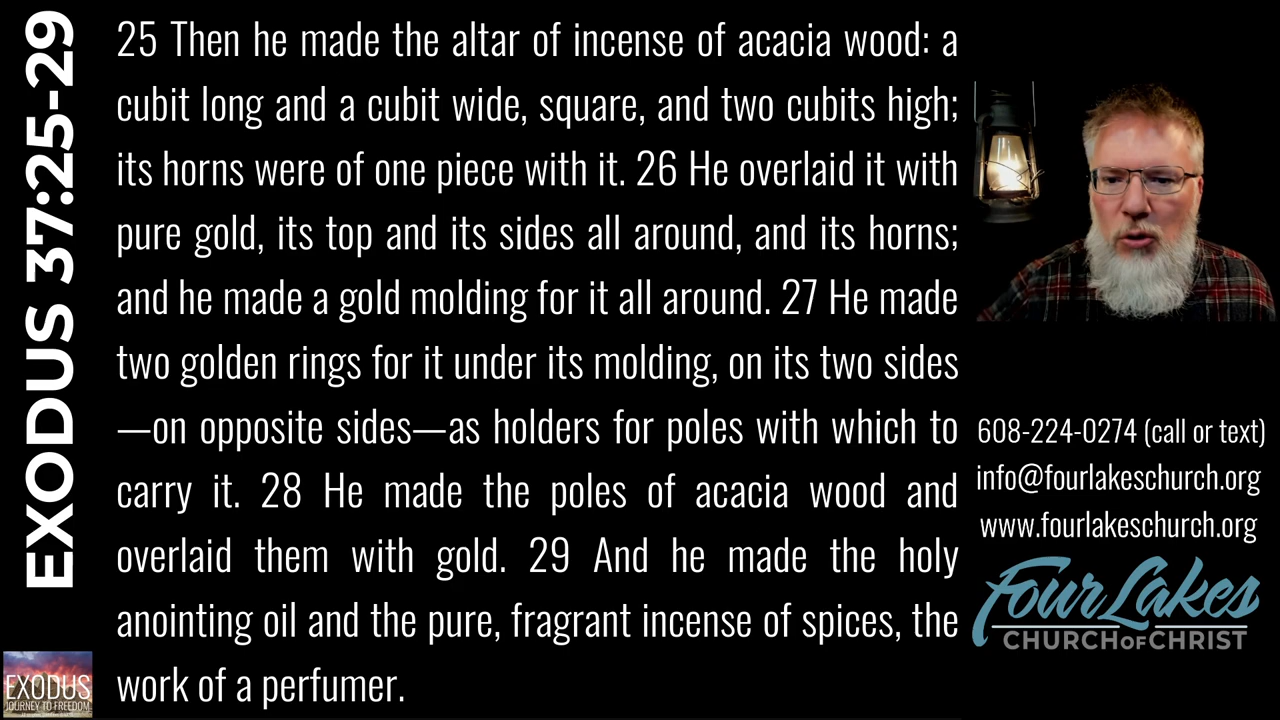 EXODUS 37:25-29
25 Then he made the altar of incense of acacia wood: a
cubit long and a cubit wide, square, and two cubits high;
its horns were of one piece with it. 26 He overlaid it with
pure gold, its top and its sides all around, and its horns;
and he made a gold molding for it all around. 27 He made
two golden rings for it under its molding, on its two sides
—on opposite sides—as holders for poles with which to
carry it. 28 He made the poles of acacia wood and
overlaid them with gold. 29 And he made the holy
anointing oil and the pure, fragrant incense of spices, the
work of a perfumer.
608-224-0274 (call or text)
info@fourlakeschurch.org
www.fourlakeschurch.org
Four Lakes
CHURCH OF CHRIST
EXODUS
JOURNEY TO FREEDOM